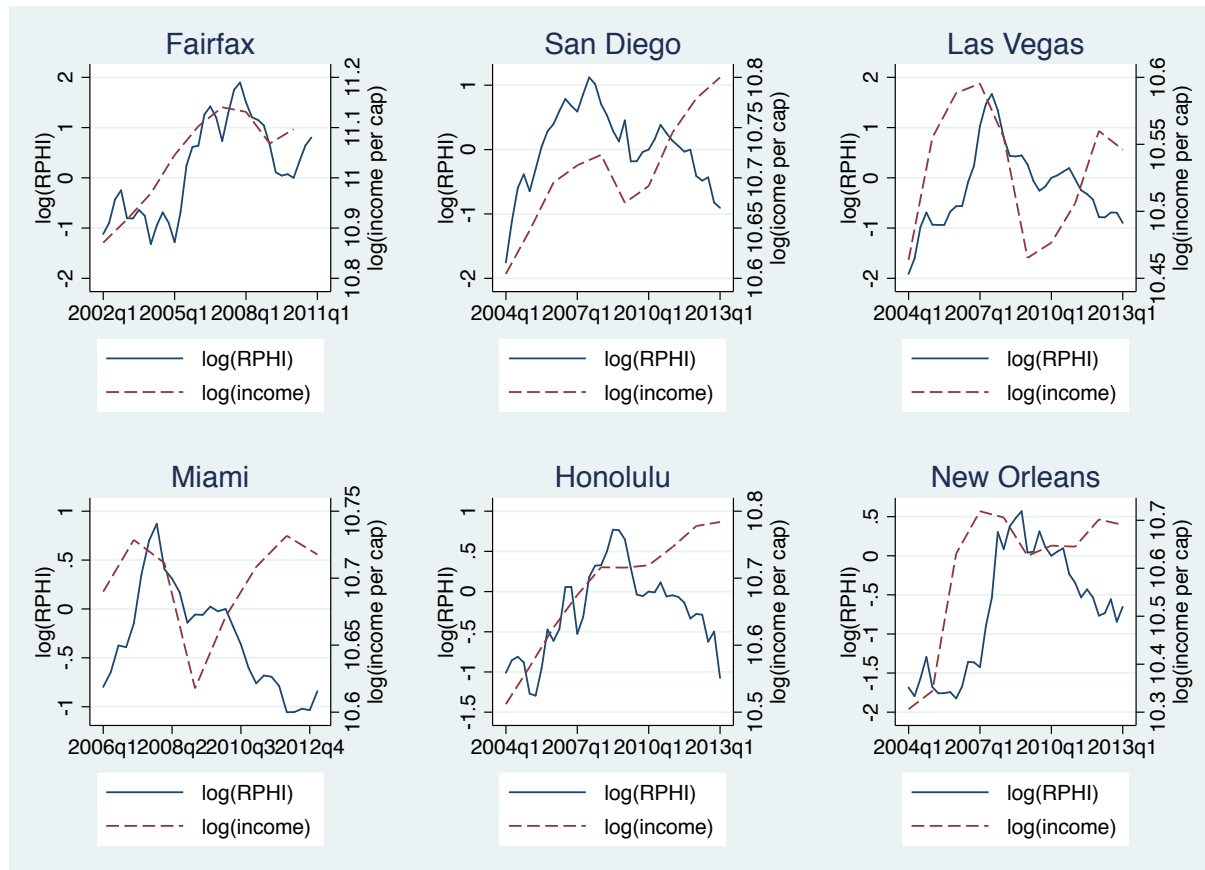 Fairfax
log(RPHI)
-2 -1 0 1 2
log(income per cap)
10.8 10.9 11 11.1 11.2
2002q1 2005q1 2008q1 2011q1
log(RPHI)
log(income)
San Diego
log(RPHI)
-2 -1 0 1
log(icome per cap)
10.6 10.65 10.7 10.75 10.8
2004q1 2007q1 2010q1 2013q1
log(RPHI)
log(income)
Las Vegas
log(RPHI)
-2 -1 0 1 2
log(income per cap)
10.45 10.5 10.55 10.6
2004q1 2007q1 2010q1 2013q1
log(RPHI)
log(income)
Miami
log(RPHI)
-1 -.5 0 .5 1
log(income per cap)
10.6 10.65 10.7 10.75
2006q1 2008q2 2010q3 2012q4
log(RPHI)
log(income)
Honolulu
log(RPHI)
-1.5 -1 -.5 0 .5 1
log(income per cap)
10.5 10.6 10.7 10.8
2004q1 2007q1 2010q1 2013q1
log(RPHI)
log(income)
New Orleans
log(RPHI)
-2 -1.5 -1 -.5 0 .5
log(income per cap)
10.3 10.4 10.5 10.6 10.7
2004q1 2007q1 2010q1 2013q1
log(RPHI)
log(income)